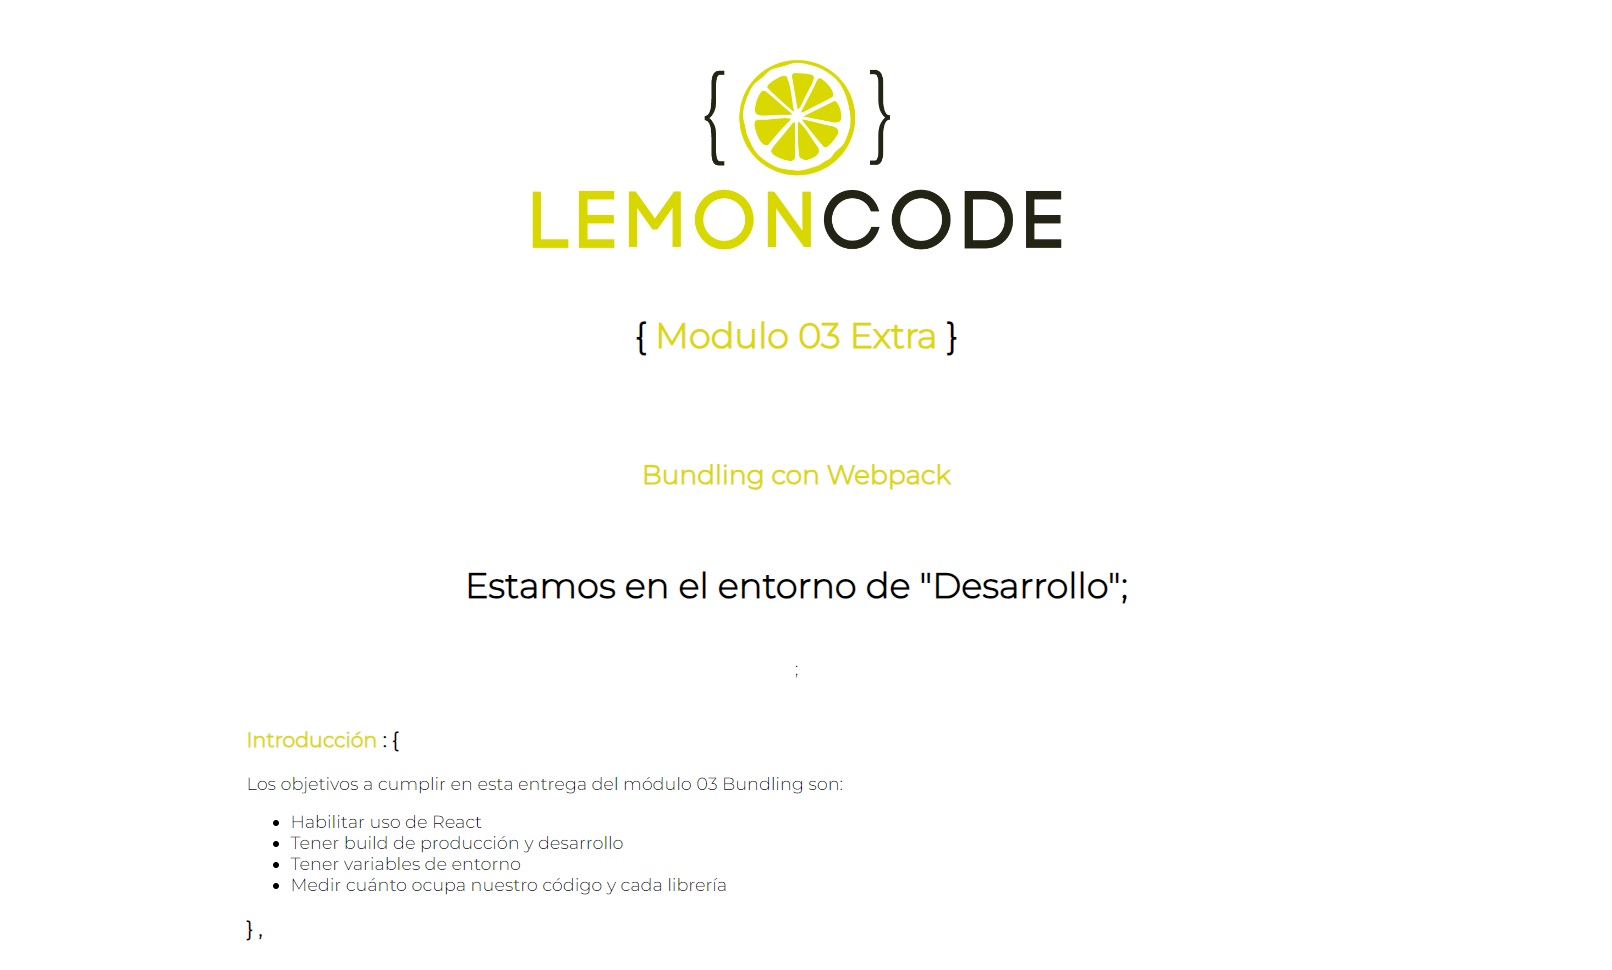 { }
LEMONCODE
{ Modulo 03 Extra }
Bundling con Webpack
Estamos en el entorno de "Desarrollo";
;
Introducción : {
Los objetivos a cumplir en esta entrega del módulo 03 Bundling son:
• Habilitar uso de React
• Tener build de producción y desarrollo
• Tener variables de entorno
• Medir cuánto ocupa nuestro código y cada librería
} ,